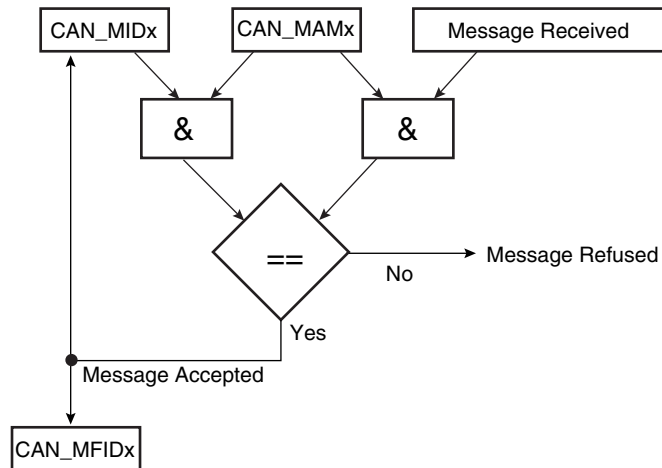 CAN_MIDx
CAN_MAMx
Message Received
&
&
==
No
Message Refused
Yes
Message Accepted
CAN_MFIDx